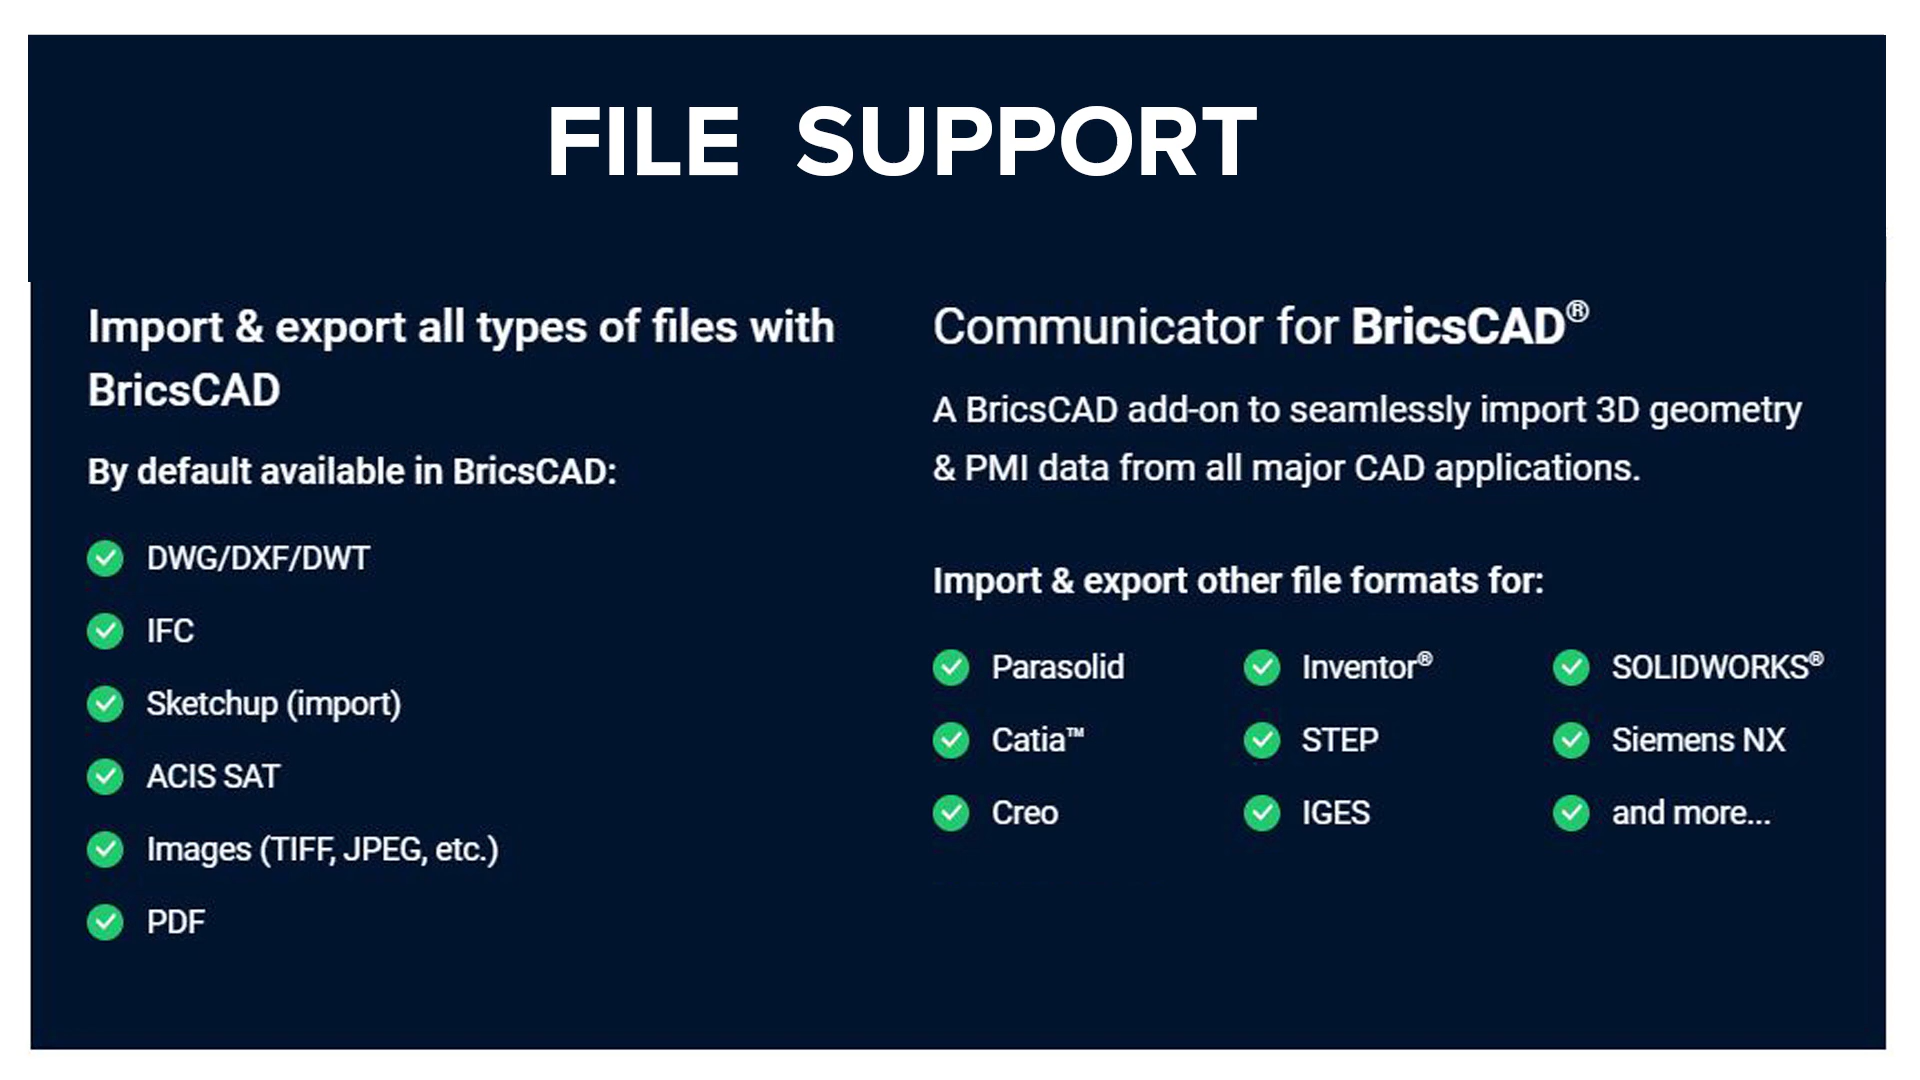 FILE SUPPORT
Import & export all types of files with
BricsCAD
By default available in BricsCAD:
DWG/DXF/DWT
IFC
Sketchup (import)
ACIS SAT
Images (TIFF, JPEG, etc.)
PDF
Communicator for BricsCAD®
A BricsCAD add-on to seamlessly import 3D geometry
& PMI data from all major CAD applications.
Import & export other file formats for:
Parasolid Inventor® SOLIDWORKS®
Catia™ STEP Siemens NX
Creo IGES and more...